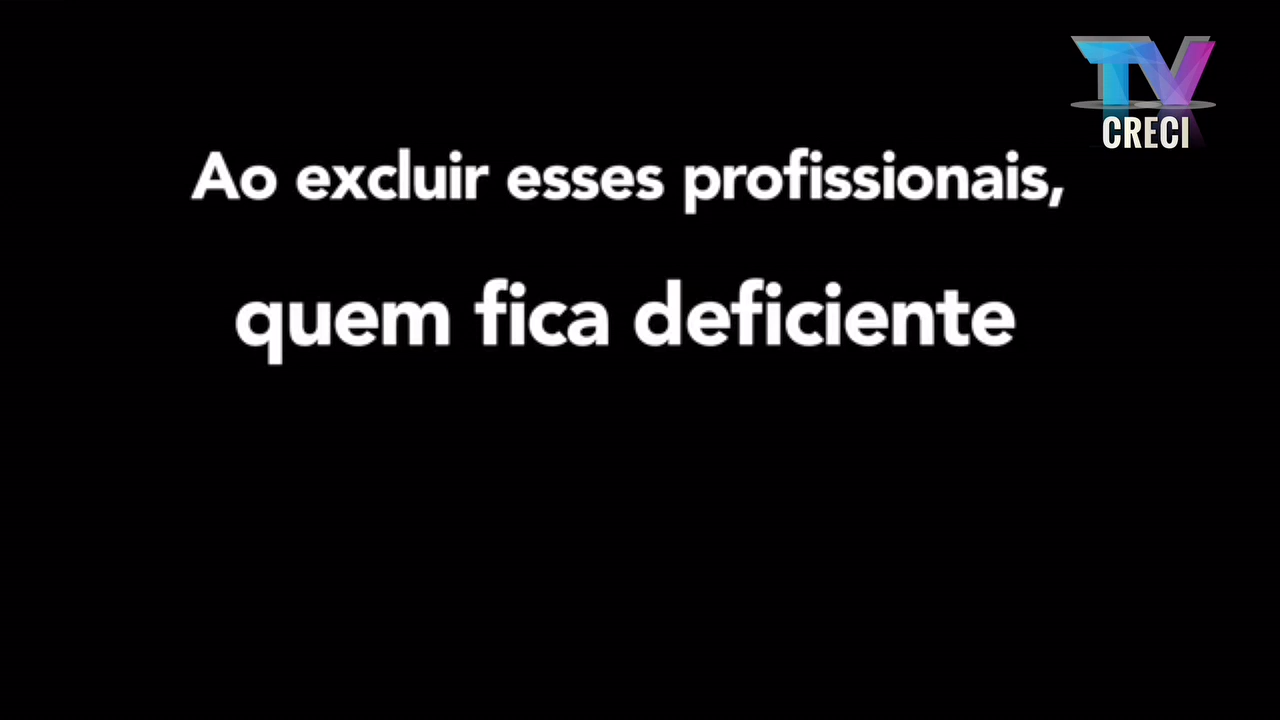 TV
CRECI
Ao excluir esses profissionais,
quem fica deficiente